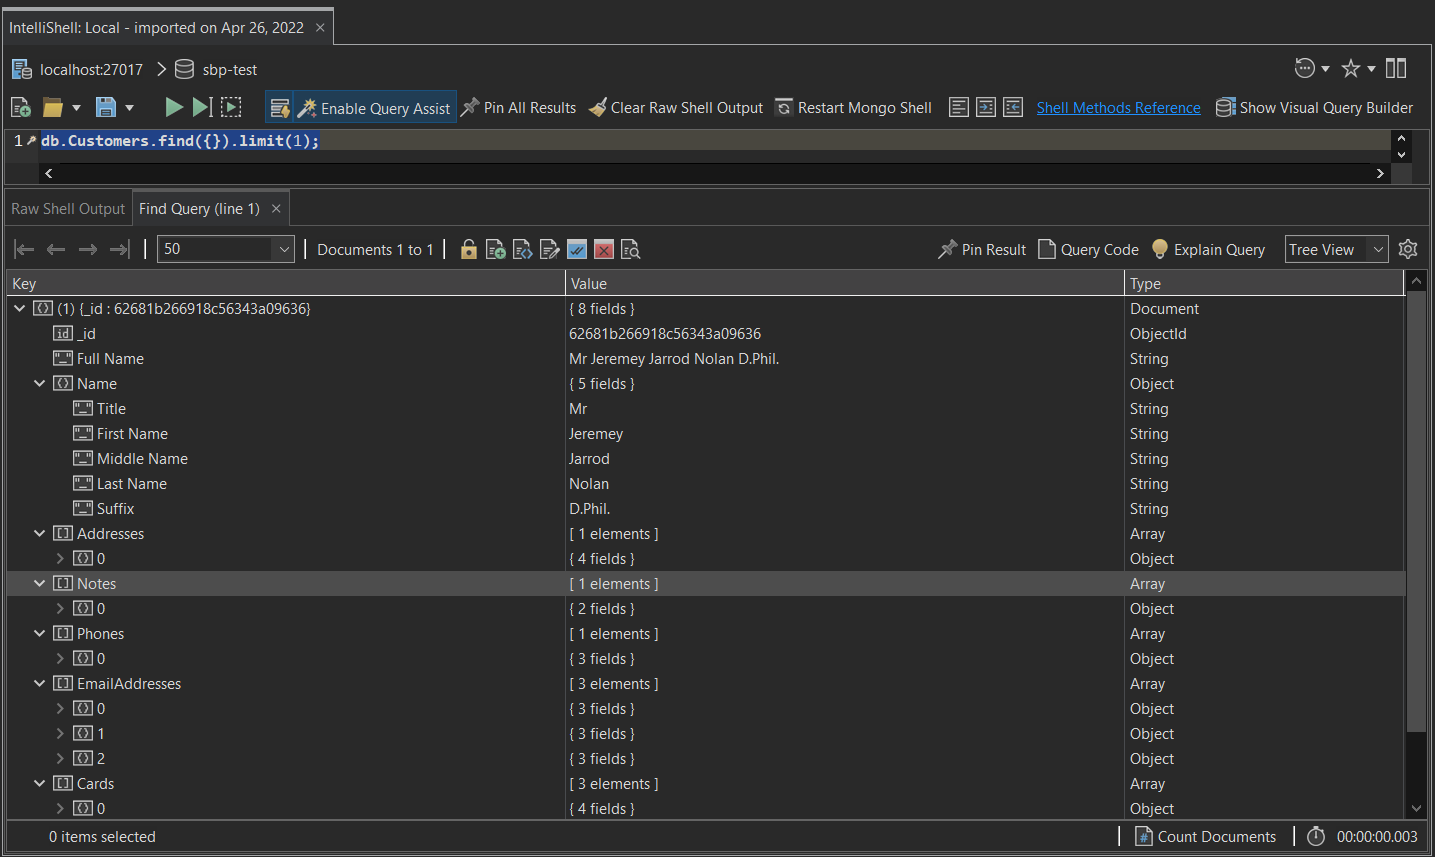 IntelliShell: Local - imported on Apr 26, 2022 ×
localhost:27017 sbp-test
Enable Query Assist Pin All Results Clear Raw Shell Output Restart Mongo Shell Shell Methods Reference Show Visual Query Builder
1 db.Customers.find({}).limit(1);
Raw Shell Output Find Query (line 1) ×
50 Documents 1 to 1 Pin Result Query Code Explain Query Tree View
Key Value Type
(1) {_id : 62681b266918c56343a09636} { 8 fields } Document
_id 62681b266918c56343a09636 ObjectId
Full Name Mr Jeremey Jarrod Nolan D.Phil. String
Name { 5 fields } Object
Title Mr String
First Name Jeremey String
Middle Name Jarrod String
Last Name Nolan String
Suffix D.Phil. String
Addresses [ 1 elements ] Array
0 { 4 fields } Object
Notes [ 1 elements ] Array
0 { 2 fields } Object
Phones [ 1 elements ] Array
0 { 3 fields } Object
EmailAddresses [ 3 elements ] Array
0 { 3 fields } Object
1 { 3 fields } Object
2 { 3 fields } Object
Cards [ 3 elements ] Array
0 { 4 fields } Object
0 items selected Count Documents 00:00:00.003